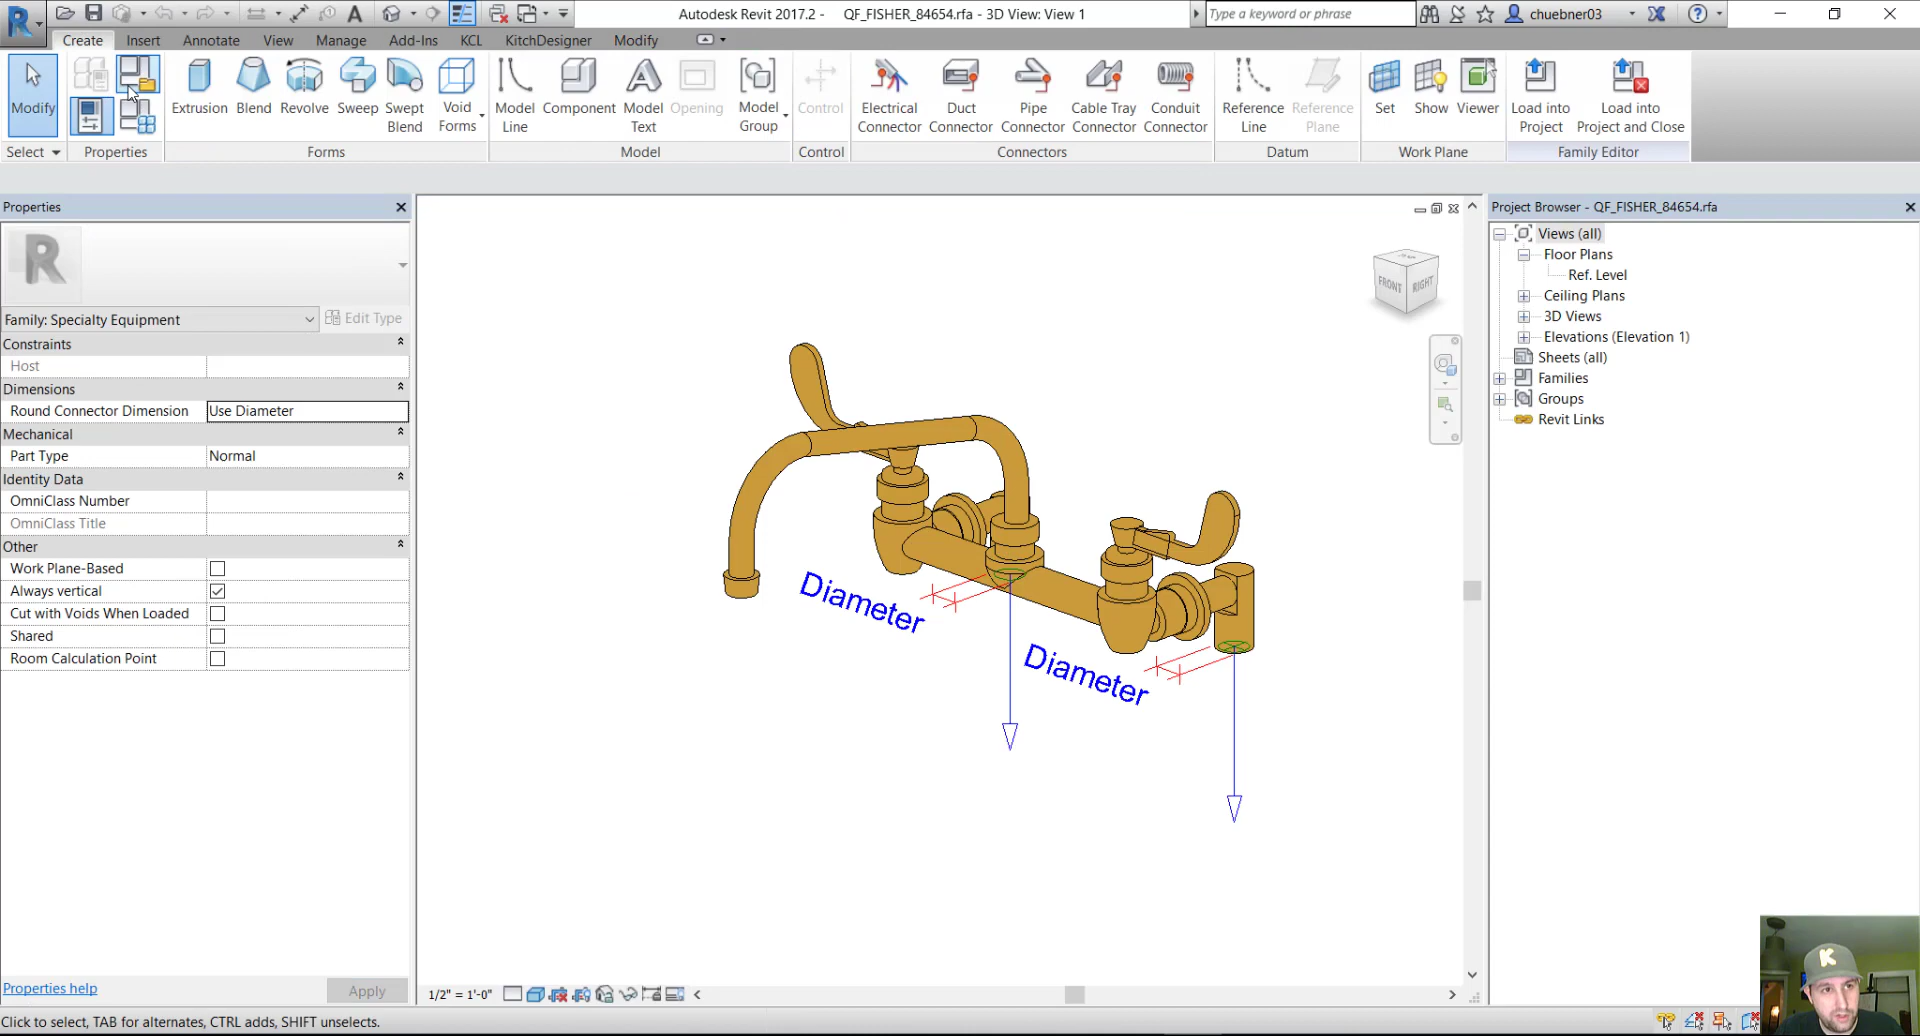 Autodesk Revit 2017.2 - QF_FISHER_84654.rfa - 3D View: View 1
Type a keyword or phrase
chuebner03
Create Insert Annotate View Manage Add-Ins KCL KitchDesigner Modify
Modify
Extrusion Blend Revolve Sweep Swept Blend Void Forms
Model Line Component Model Text Opening Model Group
Control
Electrical Connector Duct Connector Pipe Connector Cable Tray Connector Conduit Connector
Reference Line Reference Plane
Set Show Viewer
Load into Project Load into Project and Close
Select Properties Forms Model Control Connectors Datum Work Plane Family Editor
Properties
R
Family: Specialty Equipment Edit Type
Constraints
Host
Dimensions
Round Connector Dimension Use Diameter
Mechanical
Part Type Normal
Identity Data
OmniClass Number
OmniClass Title
Other
Work Plane-Based
Always vertical
Cut with Voids When Loaded
Shared
Room Calculation Point
Properties help Apply
FRONT RIGHT
Diameter
Diameter
1/2" = 1'-0"
Project Browser - QF_FISHER_84654.rfa
Views (all)
Floor Plans
Ref. Level
Ceiling Plans
3D Views
Elevations (Elevation 1)
Sheets (all)
Families
Groups
Revit Links
K
Click to select, TAB for alternates, CTRL adds, SHIFT unselects.